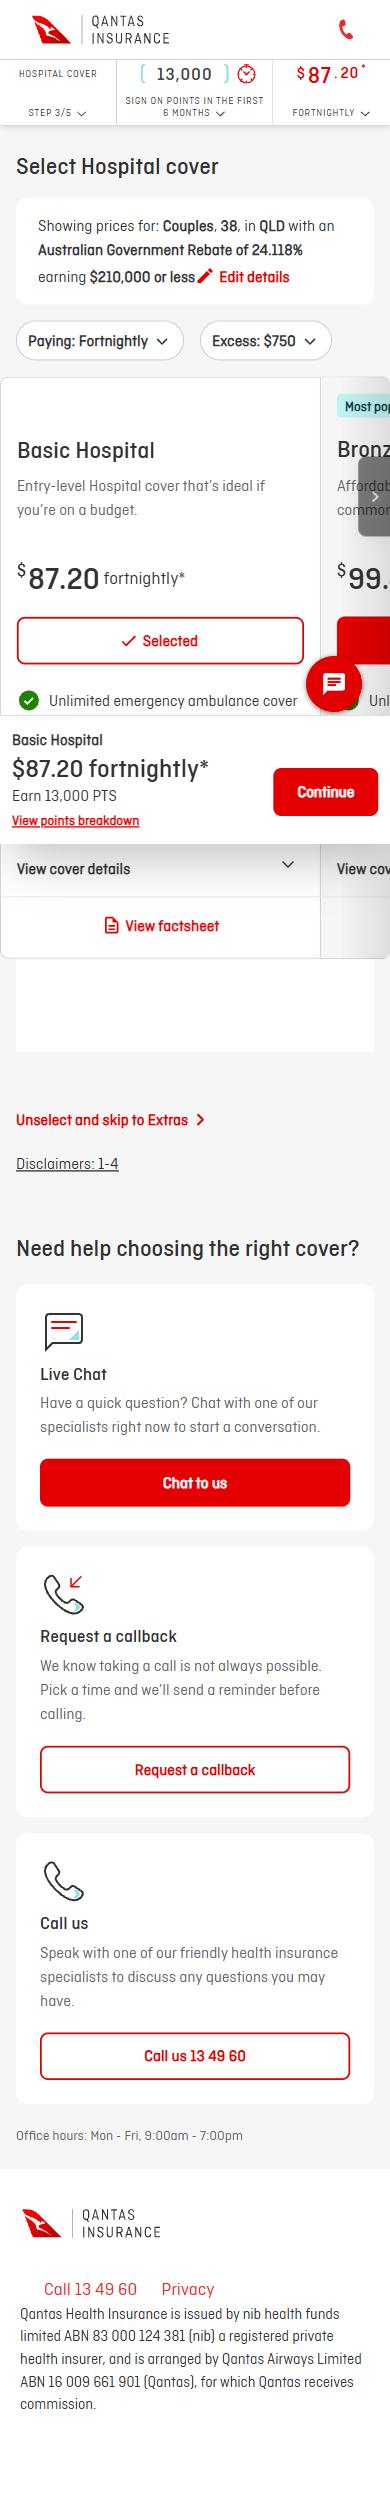 QANTAS
INSURANCE
HOSPITAL COVER
STEP 3/5
13,000
SIGN ON POINTS IN THE FIRST
6 MONTHS
$87.20*
FORTNIGHTLY
Select Hospital cover
Showing prices for: Couples, 38, in QLD with an
Australian Government Rebate of 24.118%
earning $210,000 or less Edit details
Paying: Fortnightly
Excess: $750
Basic Hospital
Entry-level Hospital cover that's ideal if
you're on a budget.
$87.20 fortnightly*
Selected
Unlimited emergency ambulance cover
Most
$99.
Basic Hospital
$87.20 fortnightly*
Earn 13,000 PTS
View points breakdown
Continue
View cover details
View
View factsheet
Unselect and skip to Extras
Disclaimers: 1-4
Need help choosing the right cover?
Live Chat
Have a quick question? Chat with one of our
specialists right now to start a conversation.
Chat to us
Request a callback
We know taking a call is not always possible.
Pick a time and we'll send a reminder before
calling.
Request a callback
Call us
Speak with one of our friendly health insurance
specialists to discuss any questions you may
have.
Call us 13 49 60
Office hours: Mon - Fri, 9:00am - 7:00pm
QANTAS
INSURANCE
Call 13 49 60 Privacy
Qantas Health Insurance is issued by nib health funds
limited ABN 83 000 124 381 (nib) a registered private
health insurer, and is arranged by Qantas Airways Limited
ABN 16 009 661 901 (Qantas), for which Qantas receives
commission.